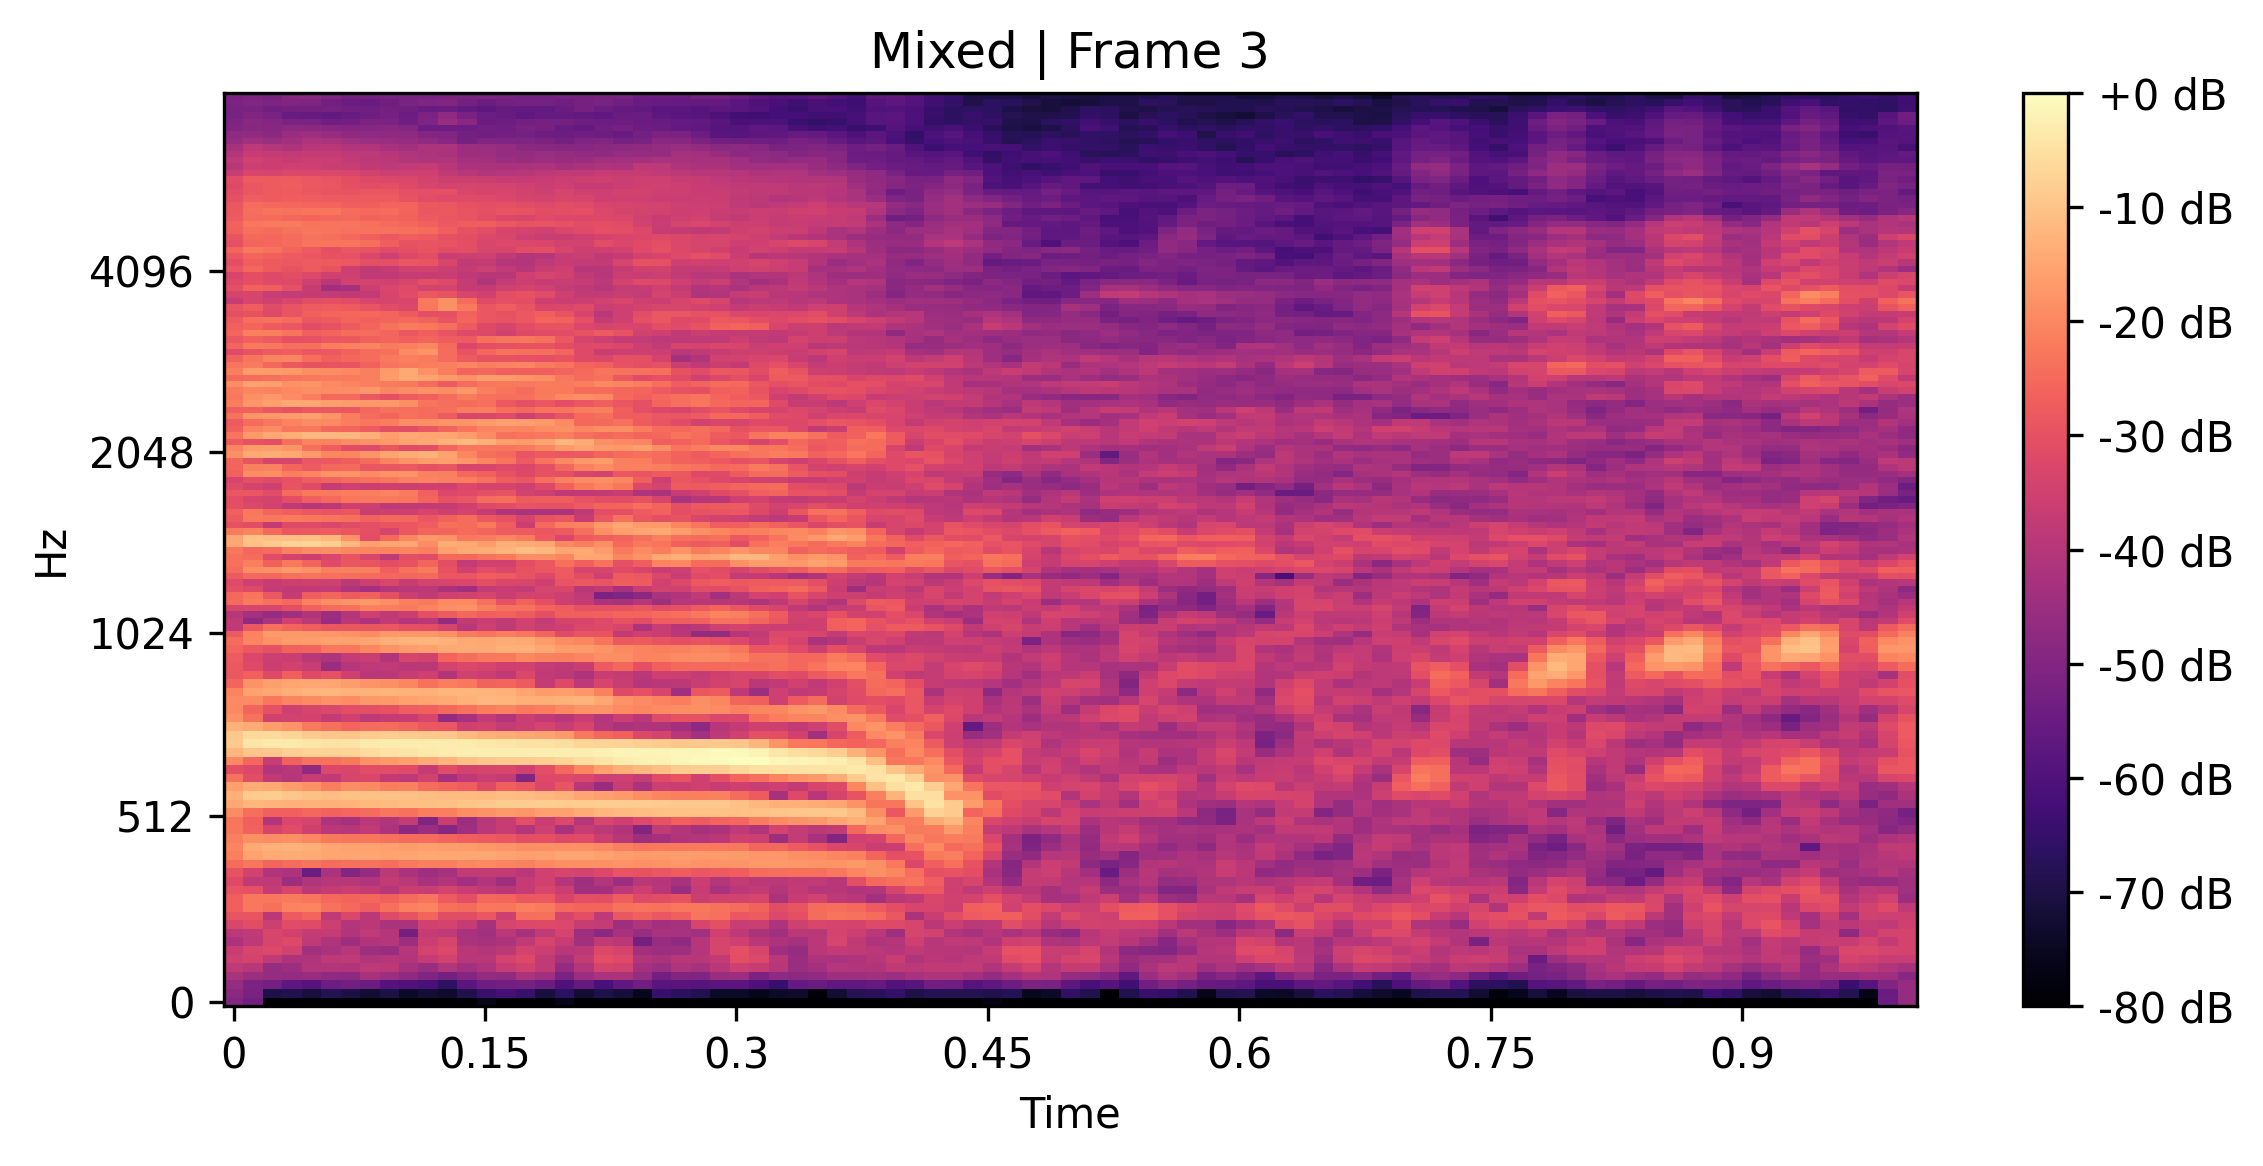 Mixed | Frame 3
Hz
4096
2048
1024
512
0
0 0.15 0.3 0.45 0.6 0.75 0.9
Time
+0 dB
-10 dB
-20 dB
-30 dB
-40 dB
-50 dB
-60 dB
-70 dB
-80 dB